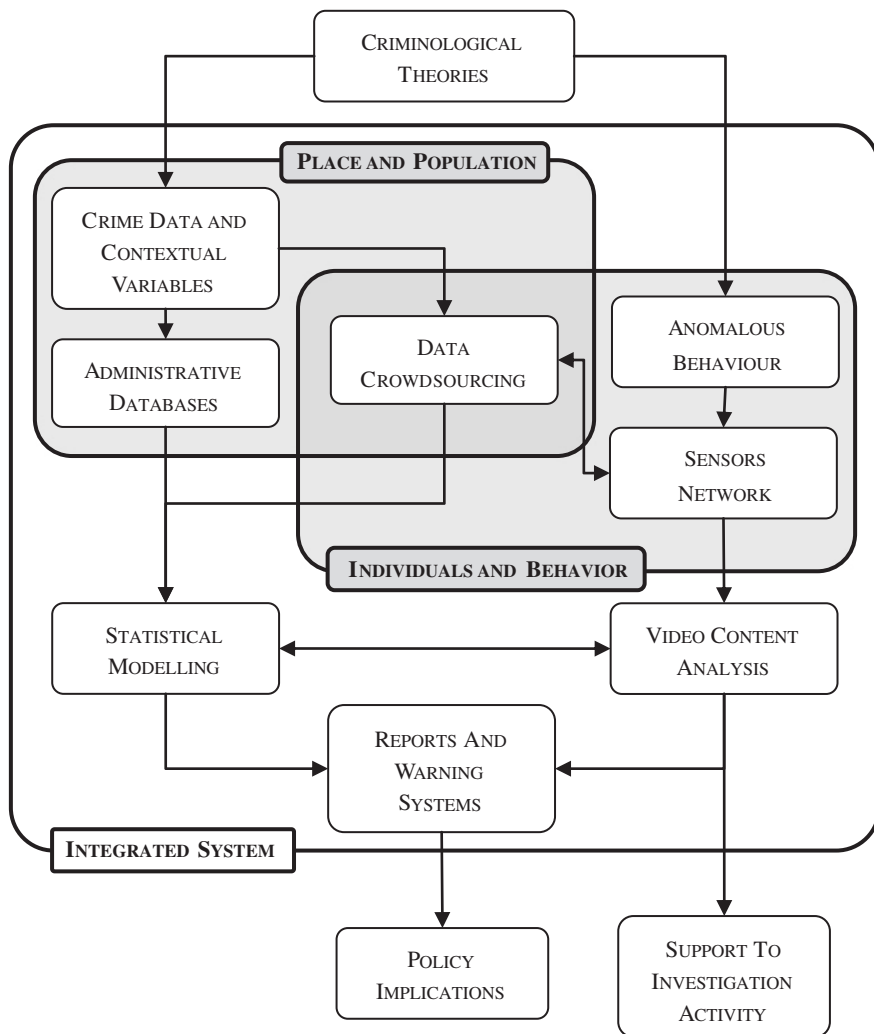 CRIMINOLOGICAL
THEORIES
PLACE AND POPULATION
CRIME DATA AND
CONTEXTUAL
VARIABLES
DATA
CROWDSOURCING
ANOMALOUS
BEHAVIOUR
ADMINISTRATIVE
DATABASES
SENSORS
NETWORK
INDIVIDUALS AND BEHAVIOR
STATISTICAL
MODELLING
VIDEO CONTENT
ANALYSIS
REPORTS AND
WARNING
SYSTEMS
INTEGRATED SYSTEM
POLICY
IMPLICATIONS
SUPPORT TO
INVESTIGATION
ACTIVITY